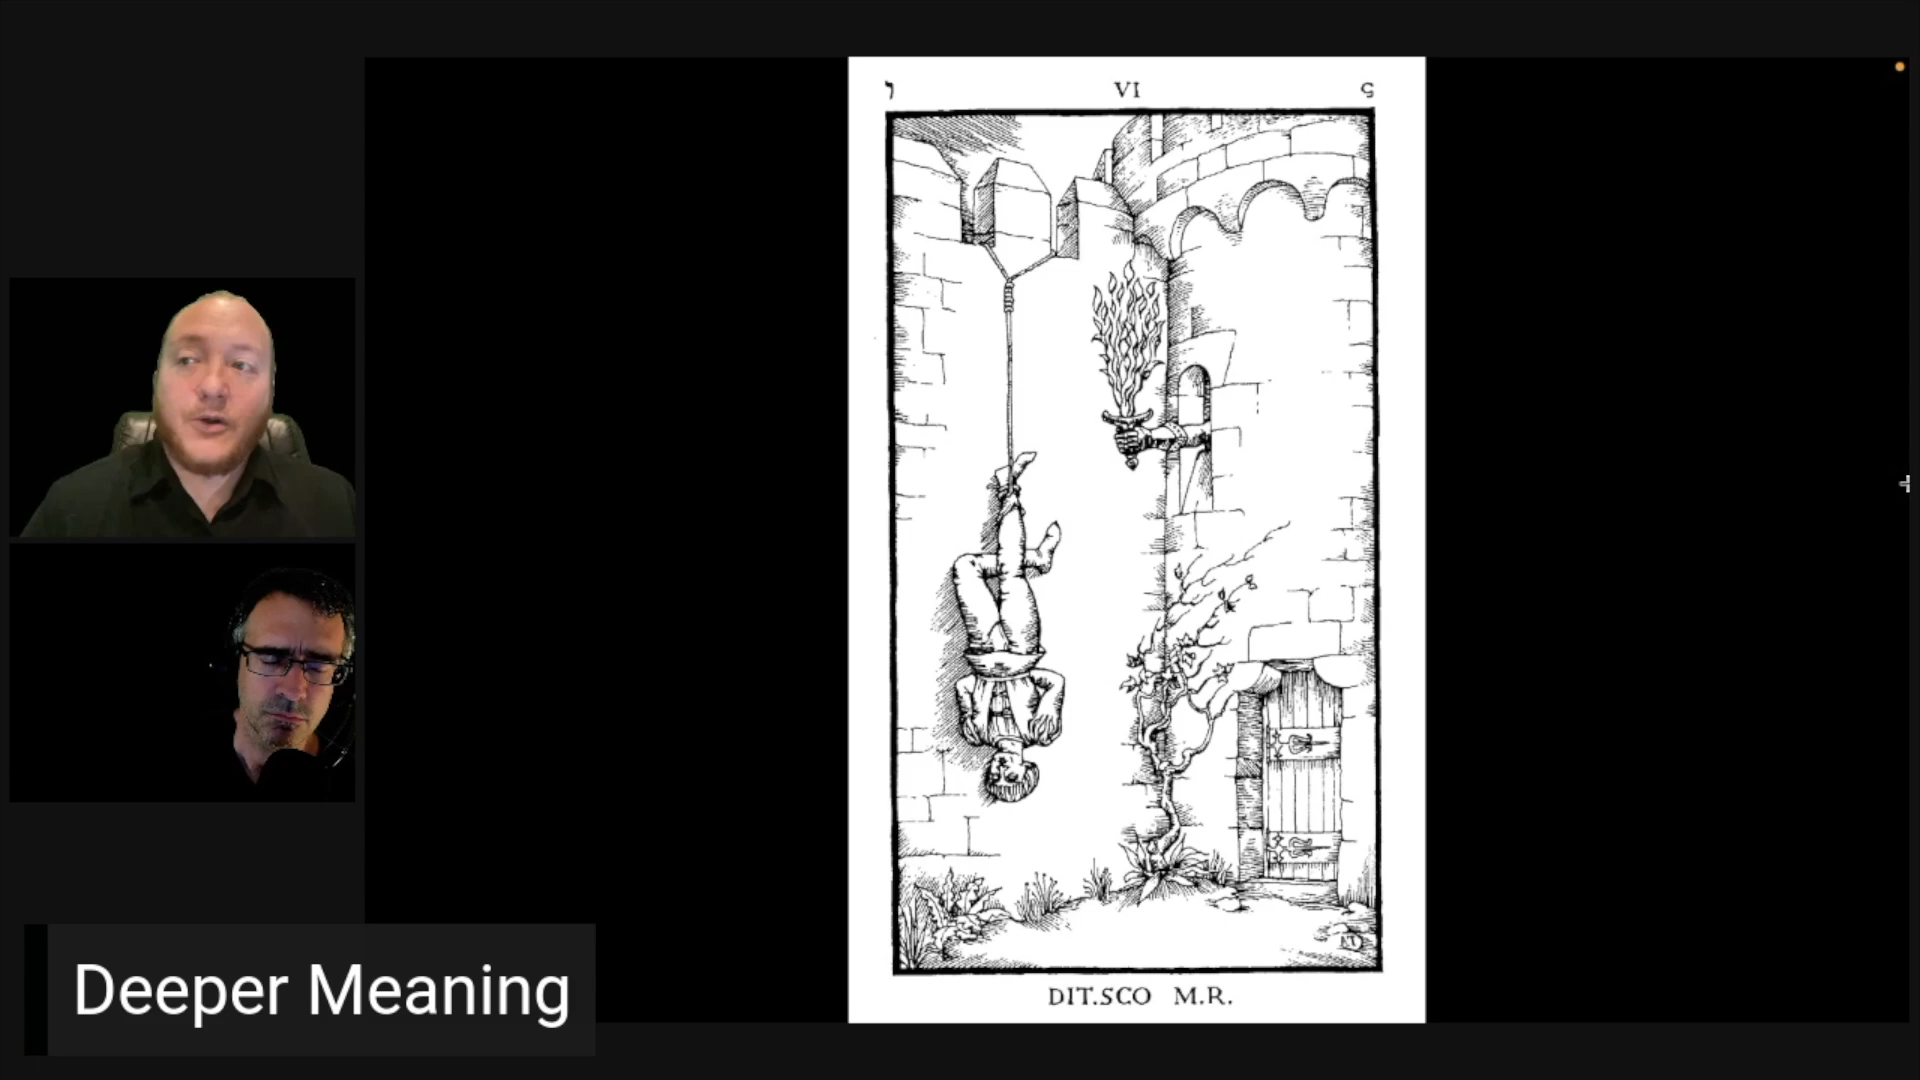 ו VI ϛ
DIT.SCO M.R.
Deeper Meaning